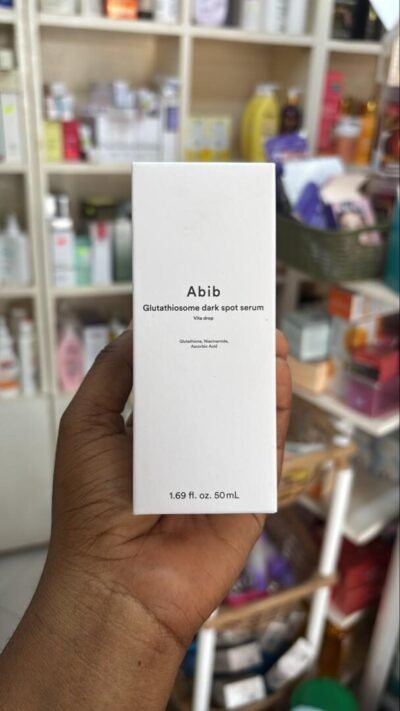 Abib
Glutathiosome dark spot serum
Vita drop
Glutathione, Niacinamide,
Ascorbic Acid
1.69 fl. oz. 50mL